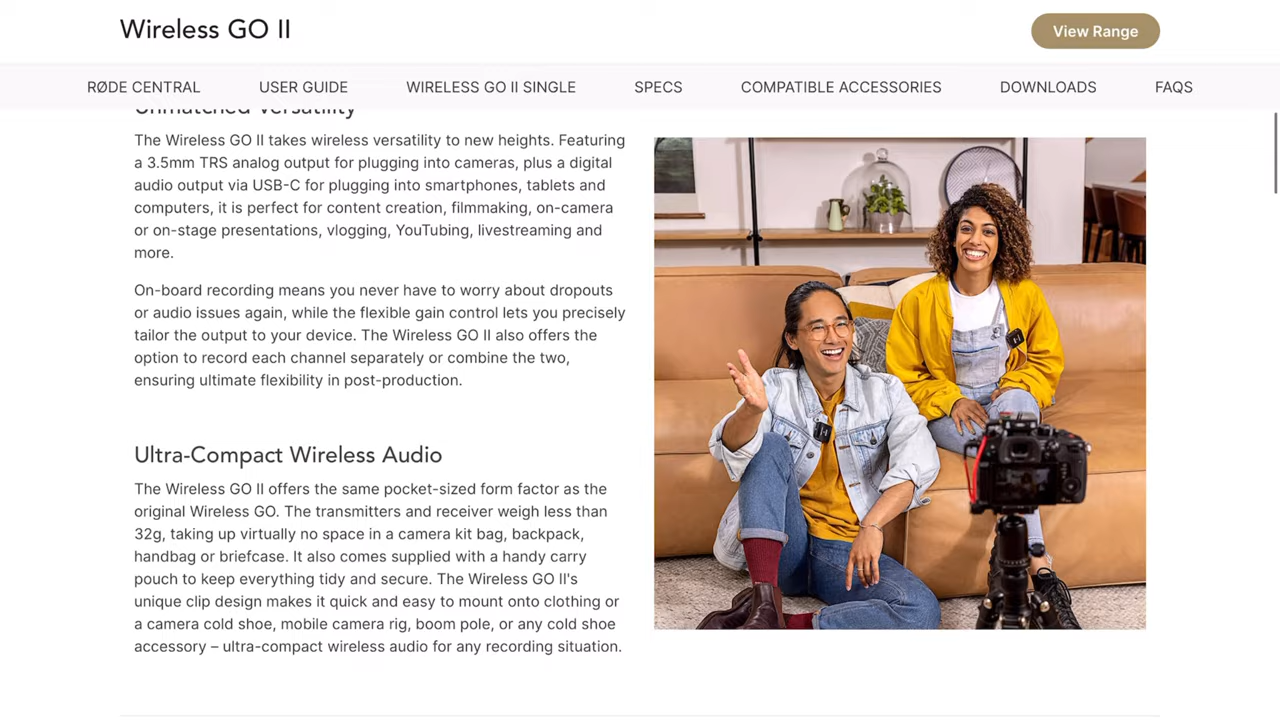 Wireless GO II
View Range
RØDE CENTRAL
USER GUIDE
WIRELESS GO II SINGLE
SPECS
COMPATIBLE ACCESSORIES
DOWNLOADS
FAQS
Unmatched Versatility
The Wireless GO II takes wireless versatility to new heights. Featuring
a 3.5mm TRS analog output for plugging into cameras, plus a digital
audio output via USB-C for plugging into smartphones, tablets and
computers, it is perfect for content creation, filmmaking, on-camera
or on-stage presentations, vlogging, YouTubing, livestreaming and
more.
On-board recording means you never have to worry about dropouts
or audio issues again, while the flexible gain control lets you precisely
tailor the output to your device. The Wireless GO II also offers the
option to record each channel separately or combine the two,
ensuring ultimate flexibility in post-production.
Ultra-Compact Wireless Audio
The Wireless GO II offers the same pocket-sized form factor as the
original Wireless GO. The transmitters and receiver weigh less than
32g, taking up virtually no space in a camera kit bag, backpack,
handbag or briefcase. It also comes supplied with a handy carry
pouch to keep everything tidy and secure. The Wireless GO II's
unique clip design makes it quick and easy to mount onto clothing or
a camera cold shoe, mobile camera rig, boom pole, or any cold shoe
accessory – ultra-compact wireless audio for any recording situation.